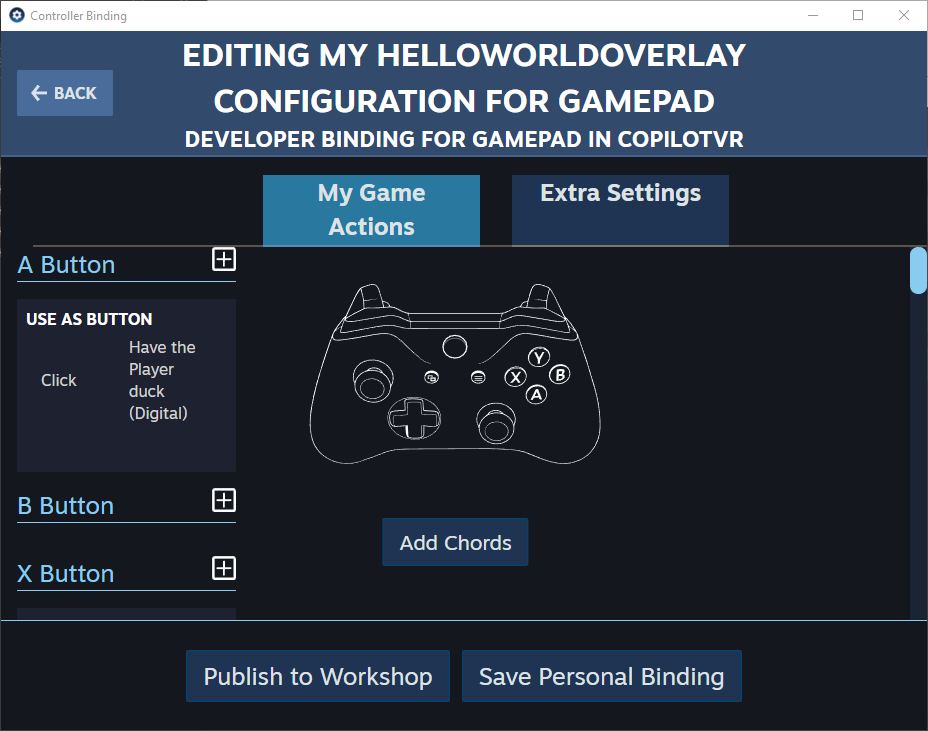 Controller Binding
EDITING MY HELLOWORLDOVERLAY
CONFIGURATION FOR GAMEPAD
DEVELOPER BINDING FOR GAMEPAD IN COPILOTVR
BACK
My Game
Actions
Extra Settings
A Button
USE AS BUTTON
Click
Have the
Player
duck
(Digital)
B Button
X Button
Y
X
B
A
Add Chords
Publish to Workshop
Save Personal Binding